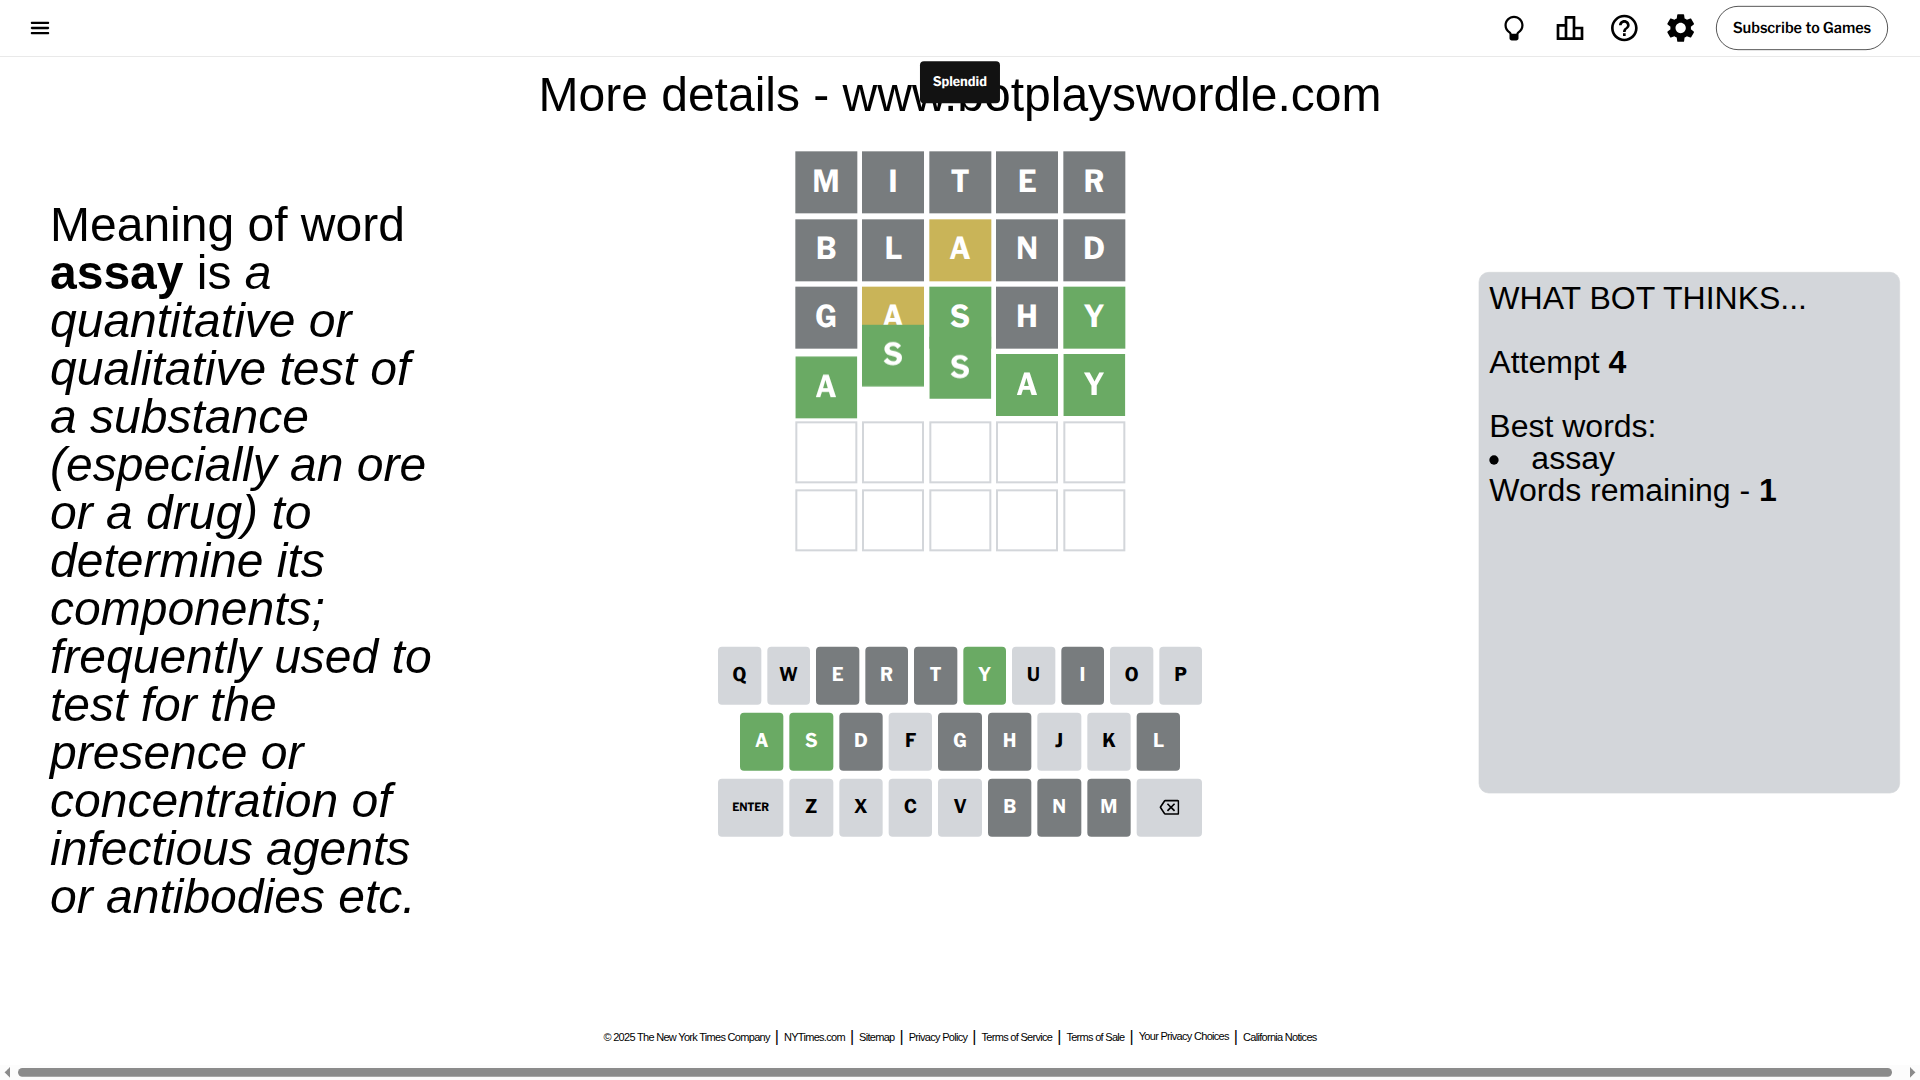 Subscribe to Games
Splendid
More details - www.botplayswordle.com
M I T E R
B L A N D
G A S H Y
A S S A Y
Meaning of word
assay is a
quantitative or
qualitative test of
a substance
(especially an ore
or a drug) to
determine its
components;
frequently used to
test for the
presence or
concentration of
infectious agents
or antibodies etc.
WHAT BOT THINKS...
Attempt 4
Best words:
• assay
Words remaining - 1
Q W E R T Y U I O P
A S D F G H J K L
ENTER Z X C V B N M
© 2025 The New York Times Company | NYTimes.com | Sitemap | Privacy Policy | Terms of Service | Terms of Sale | Your Privacy Choices | California Notices